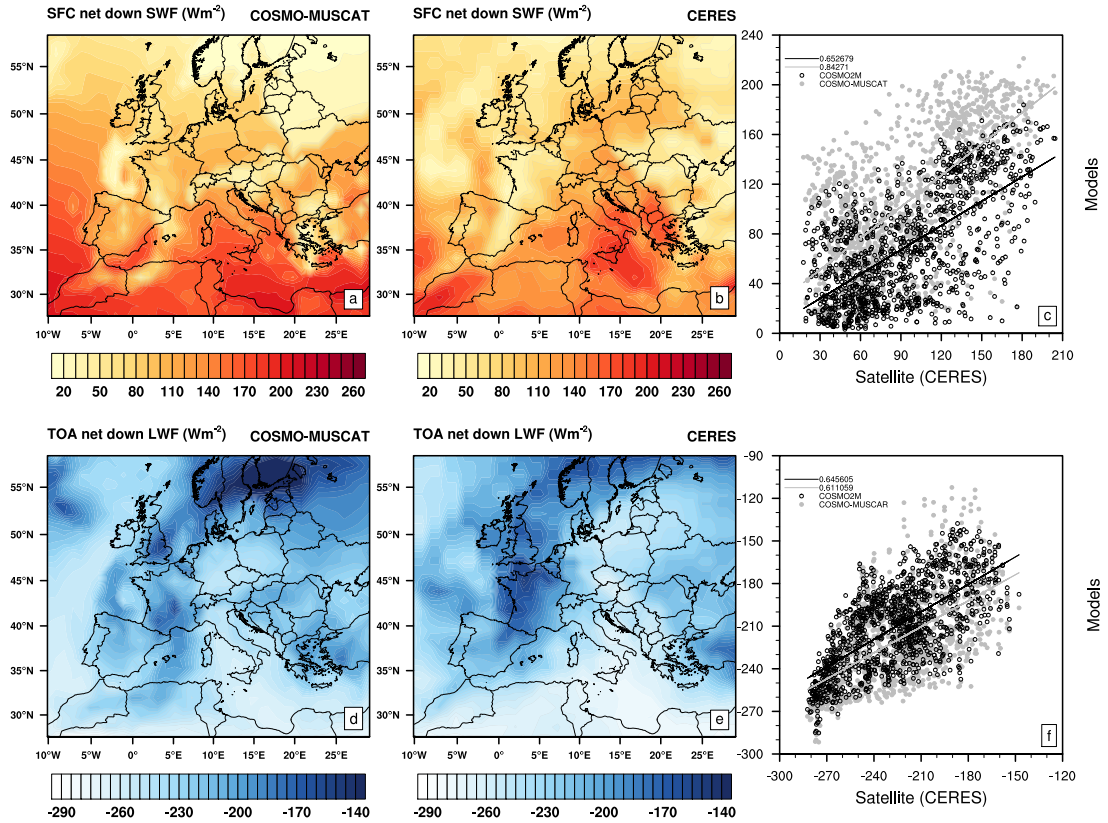 SFC net down SWF (Wm-2) COSMO-MUSCAT
55°N
50°N
45°N
40°N
35°N
30°N
a
10°W 5°W 0° 5°E 10°E 15°E 20°E 25°E
20 50 80 110 140 170 200 230 260
SFC net down SWF (Wm-2) CERES
55°N
50°N
45°N
40°N
35°N
30°N
b
10°W 5°W 0° 5°E 10°E 15°E 20°E 25°E
20 50 80 110 140 170 200 230 260
240
200
160
120
80
40
0
0.652679
0.84271
COSMO2M
COSMO-MUSCAT
c
Models
0 30 60 90 120 150 180 210
Satellite (CERES)
TOA net down LWF (Wm-2) COSMO-MUSCAT
55°N
50°N
45°N
40°N
35°N
30°N
d
10°W 5°W 0° 5°E 10°E 15°E 20°E 25°E
-290 -260 -230 -200 -170 -140
TOA net down LWF (Wm-2) CERES
55°N
50°N
45°N
40°N
35°N
30°N
e
10°W 5°W 0° 5°E 10°E 15°E 20°E 25°E
-290 -260 -230 -200 -170 -140
-90
-120
-150
-180
-210
-240
-270
-300
0.645605
0.611059
COSMO2M
COSMO-MUSCAR
f
Models
-300 -270 -240 -210 -180 -150 -120
Satellite (CERES)